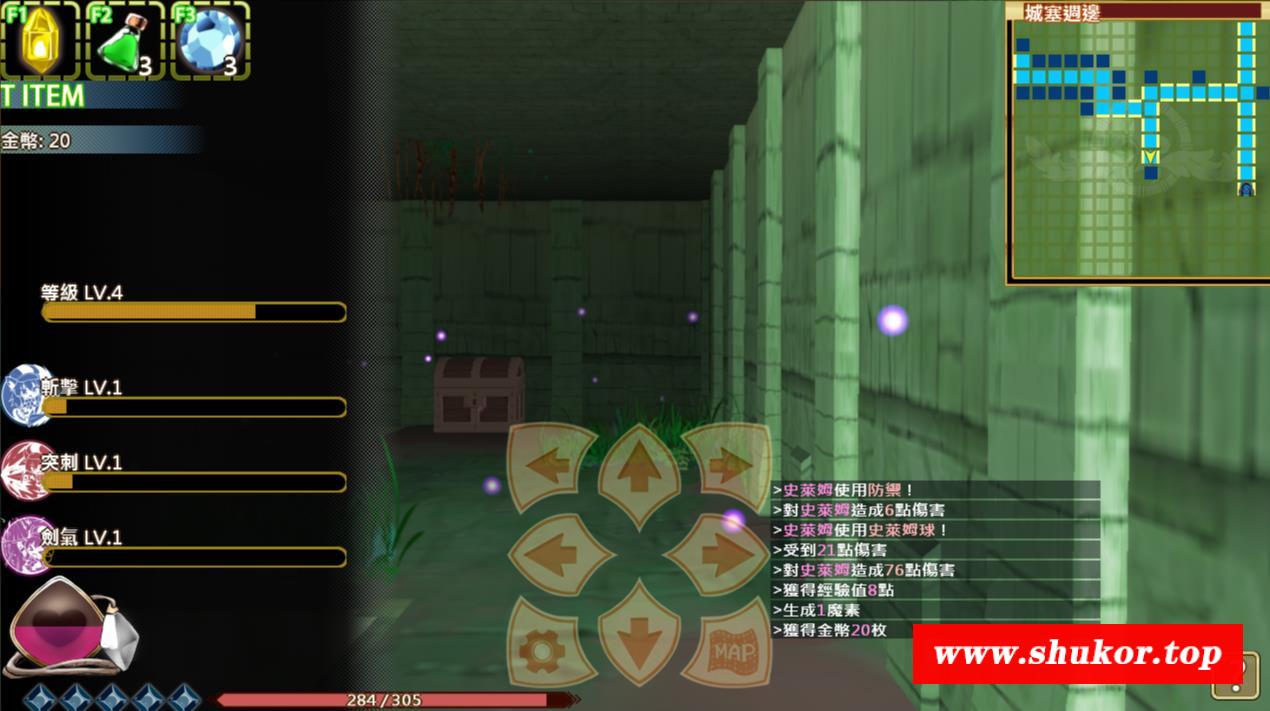 F1
F2
3
F3
3
T ITEM
金幣: 20
城塞週邊
等級 LV.4
斬撃 LV.1
突刺 LV.1
劍氣 LV.1
MAP
>史萊姆使用防禦！
>對史萊姆造成6點傷害
>史萊姆使用史萊姆球！
>受到21點傷害
>對史萊姆造成76點傷害
>獲得經驗值8點
>生成1魔素
>獲得金幣20枚
www.shukor.top
?
284/305